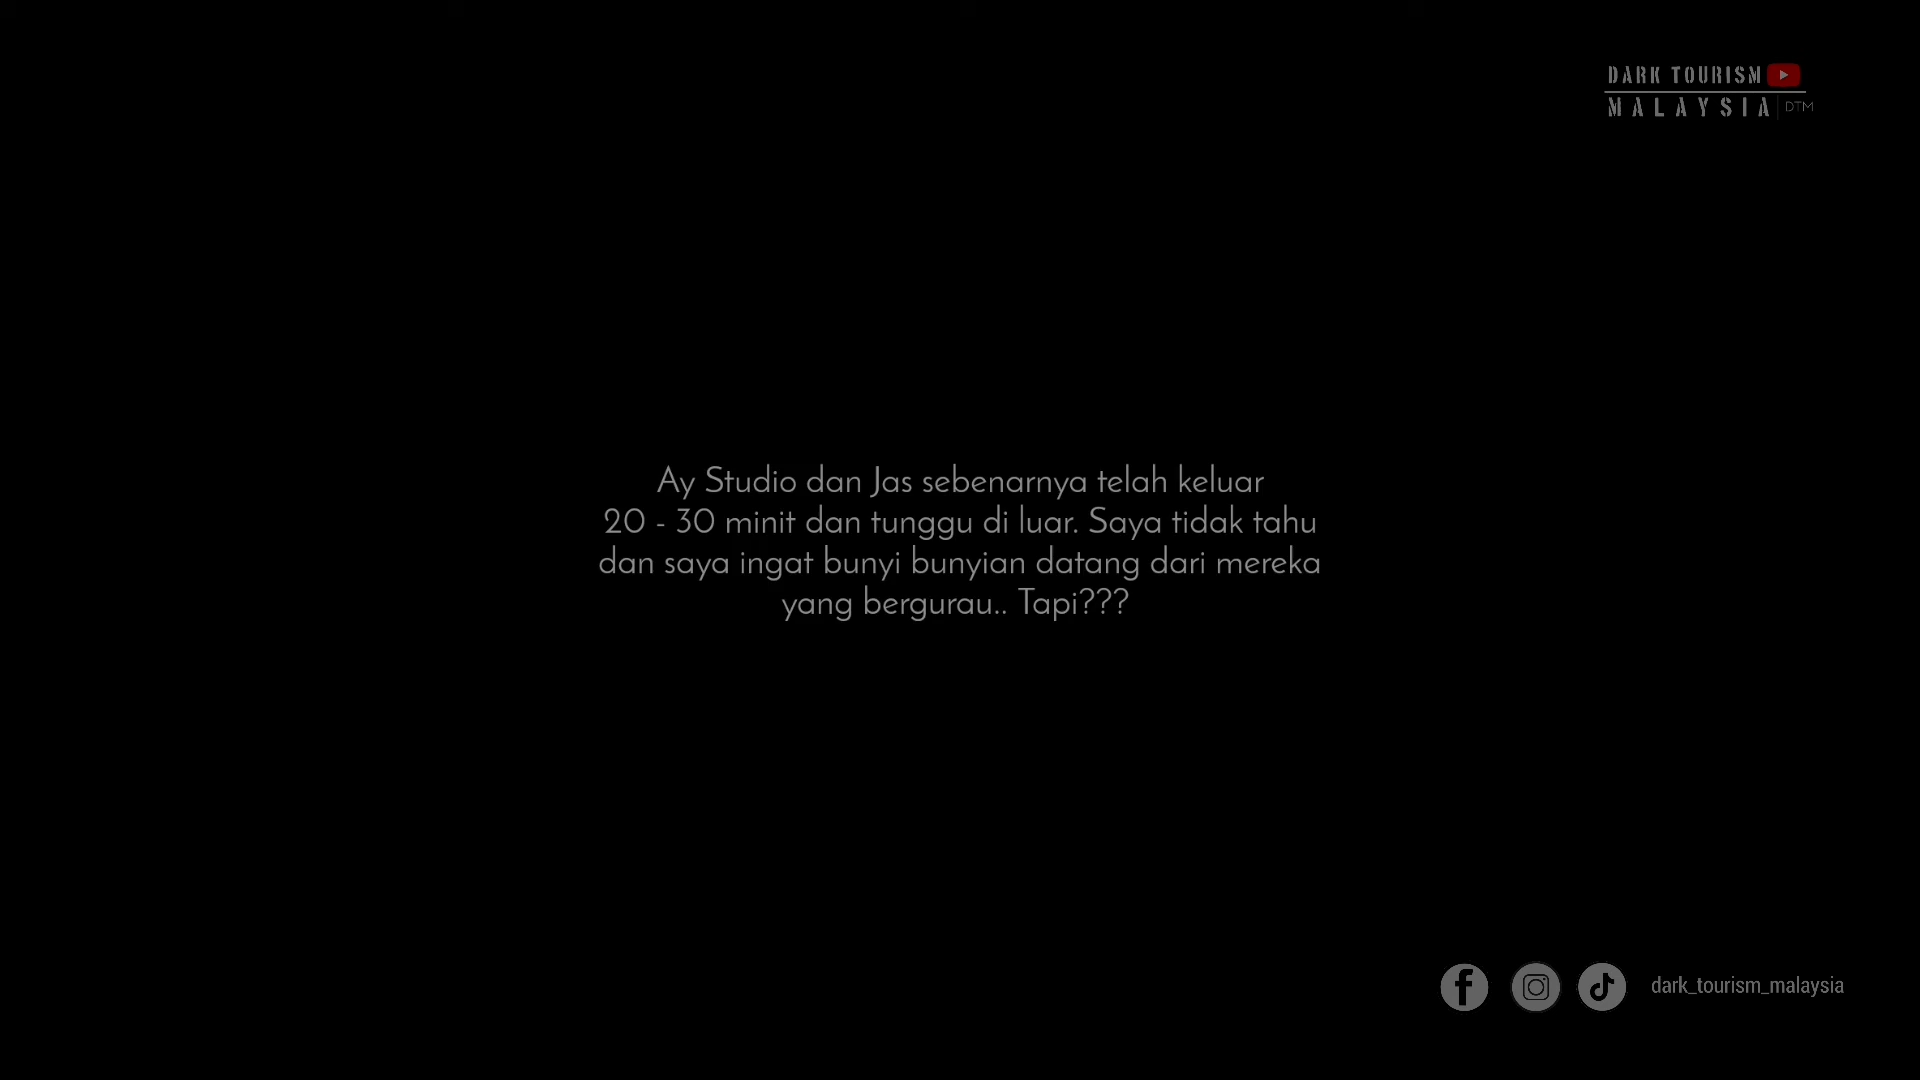 DARK TOURISM
MALAYSIA DTM
Ay Studio dan Jas sebenarnya telah keluar
20 - 30 minit dan tunggu di luar. Saya tidak tahu
dan saya ingat bunyi bunyian datang dari mereka
yang bergurau.. Tapi???
dark_tourism_malaysia